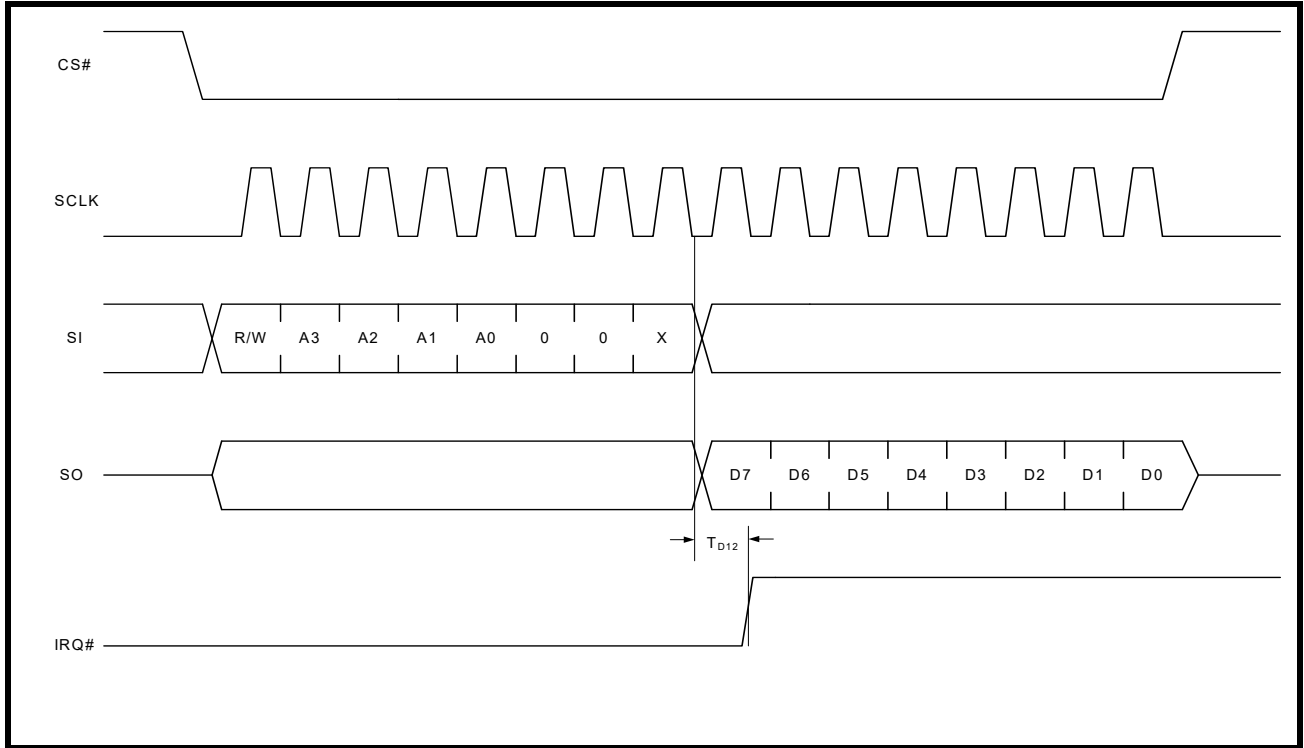 CS#
SCLK
SI R/W A3 A2 A1 A0 0 0 X
SO D7 D6 D5 D4 D3 D2 D1 D0
TD12
IRQ#